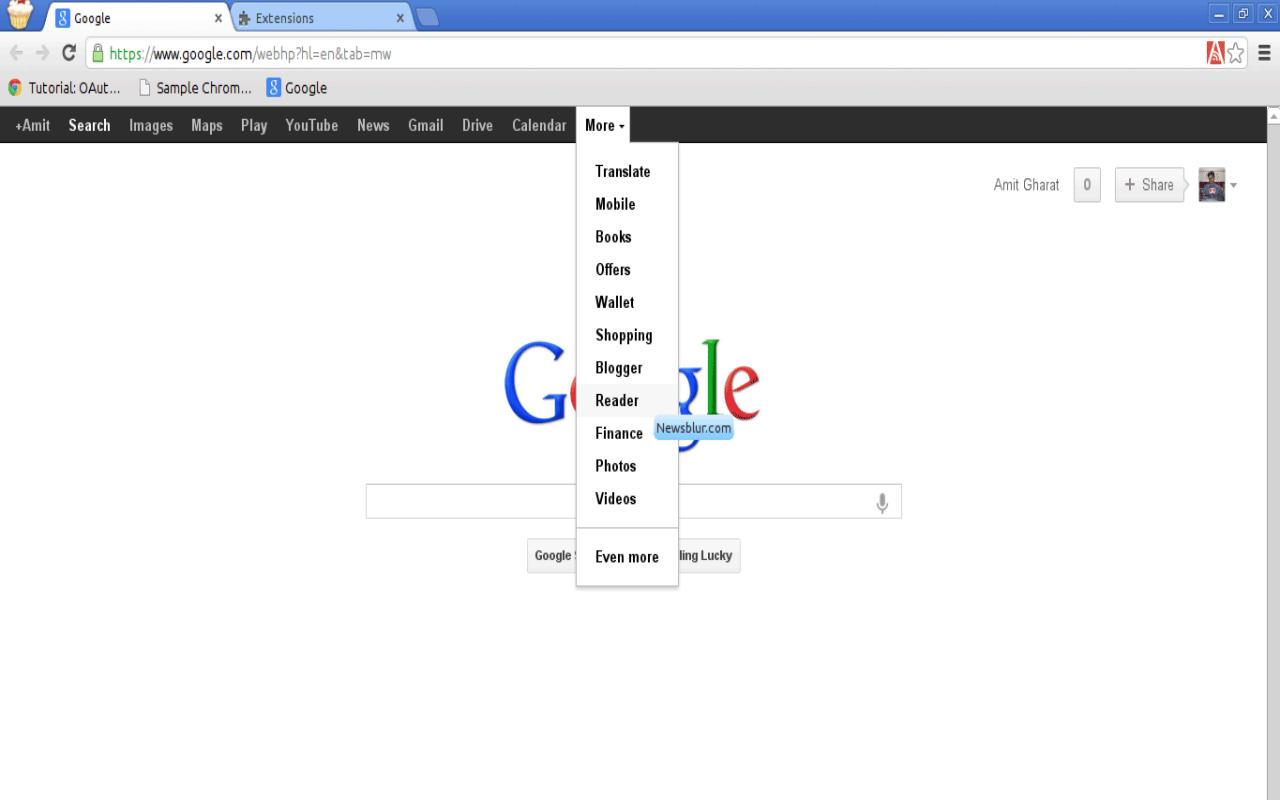 Google
Extensions
https://www.google.com/webhp?hl=en&tab=mw
Tutorial: OAut...
Sample Chrom...
Google
+Amit Search Images Maps Play YouTube News Gmail Drive Calendar More
Translate
Mobile
Books
Offers
Wallet
Shopping
Blogger
Reader
Finance
Photos
Videos
Even more
Newsblur.com
Amit Gharat 0 + Share
Google
Google S
ling Lucky